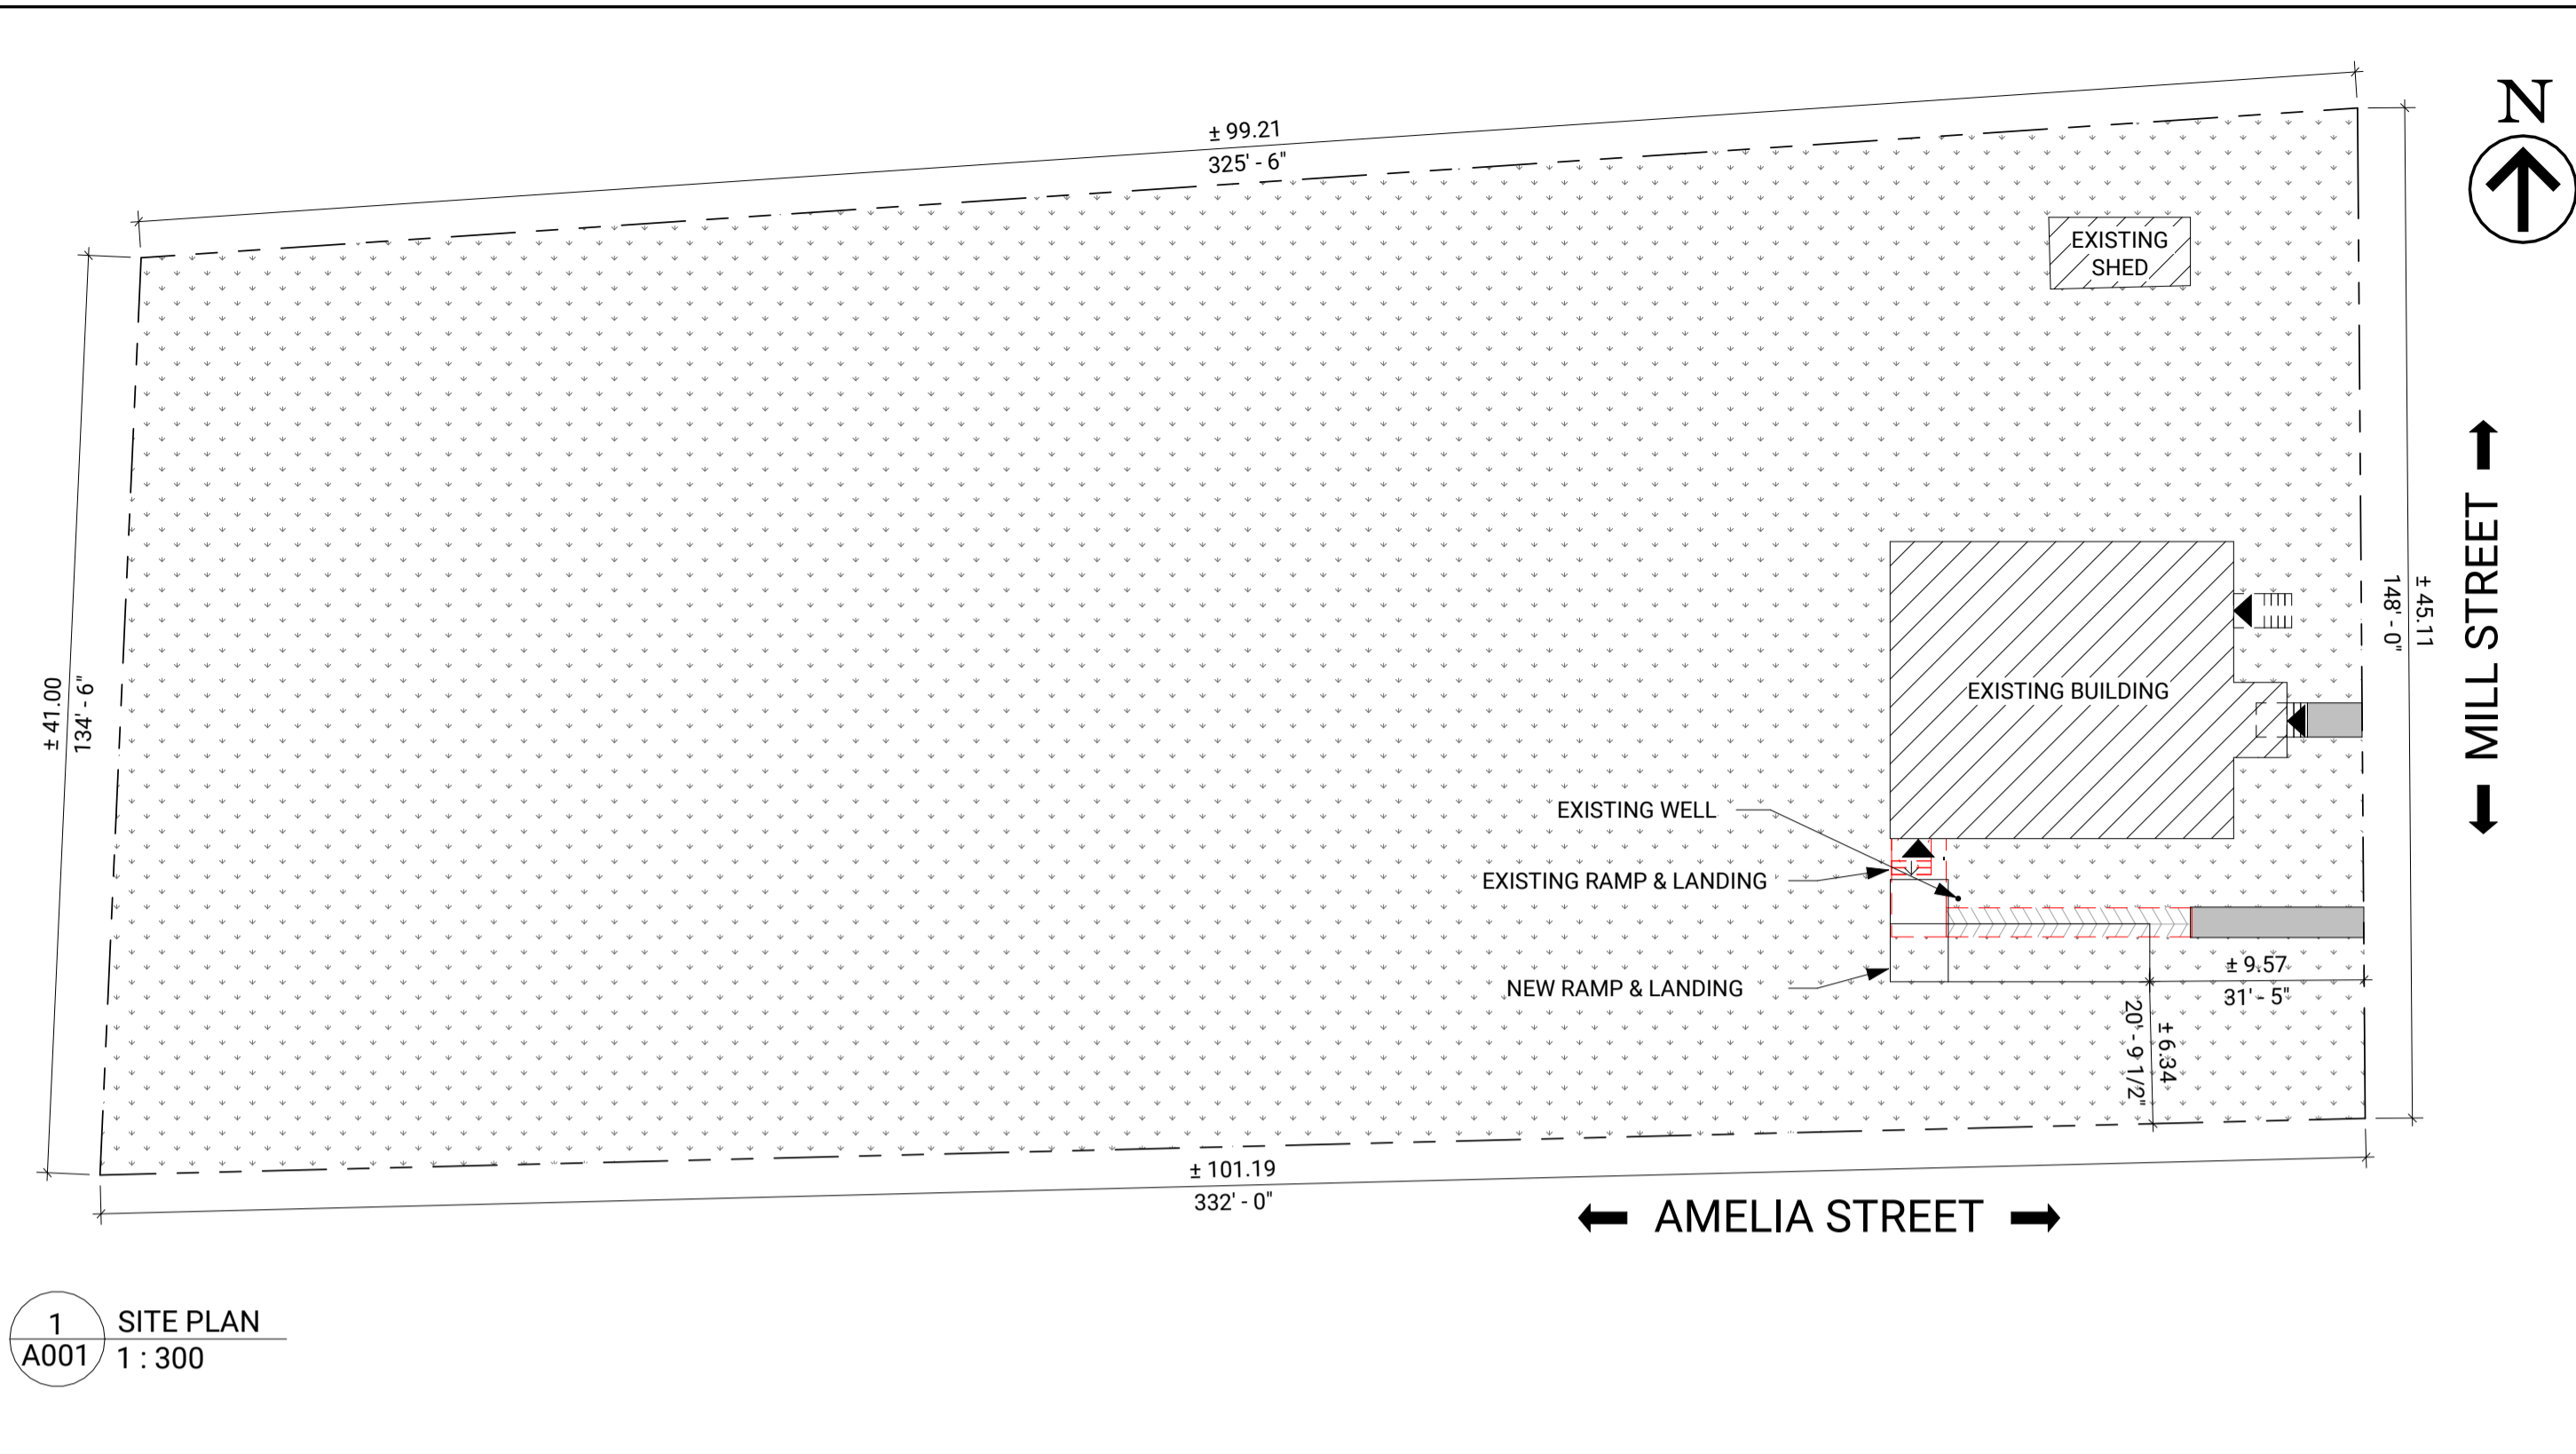 ± 99.21
325' - 6"
N
EXISTING
SHED
± 45.11
148' - 0"
MILL STREET
± 41.00
134' - 6"
EXISTING BUILDING
EXISTING WELL
EXISTING RAMP & LANDING
NEW RAMP & LANDING
± 9.57
31' - 5"
± 6.34
20' - 9 1/2"
± 101.19
332' - 0"
AMELIA STREET
1
A001
SITE PLAN
1 : 300